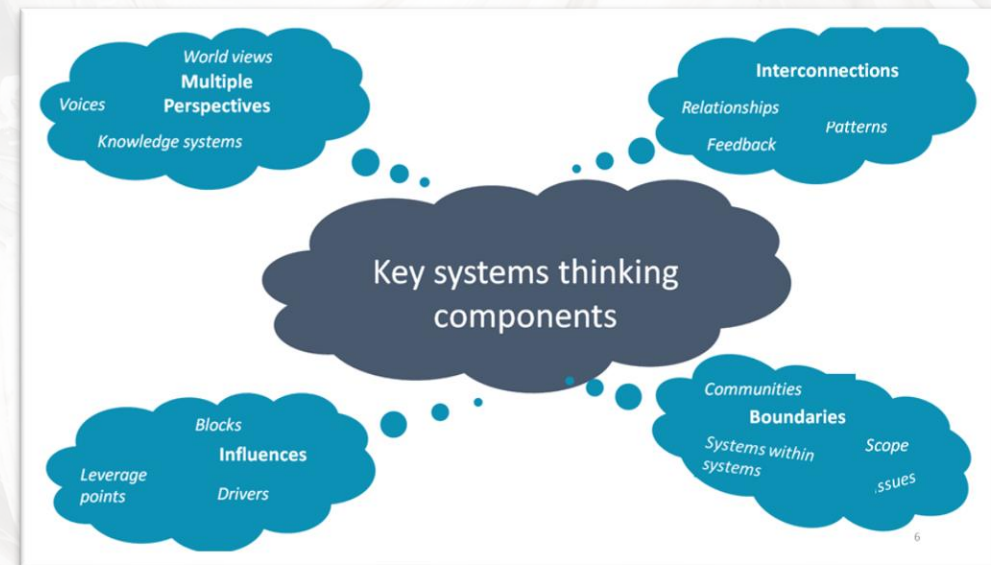 World views
Multiple
Perspectives
Voices
Knowledge systems
Interconnections
Relationships
Patterns
Feedback
Key systems thinking
components
Blocks
Influences
Leverage
points
Drivers
Communities
Boundaries
Systems within
systems
Scope
ssues
6